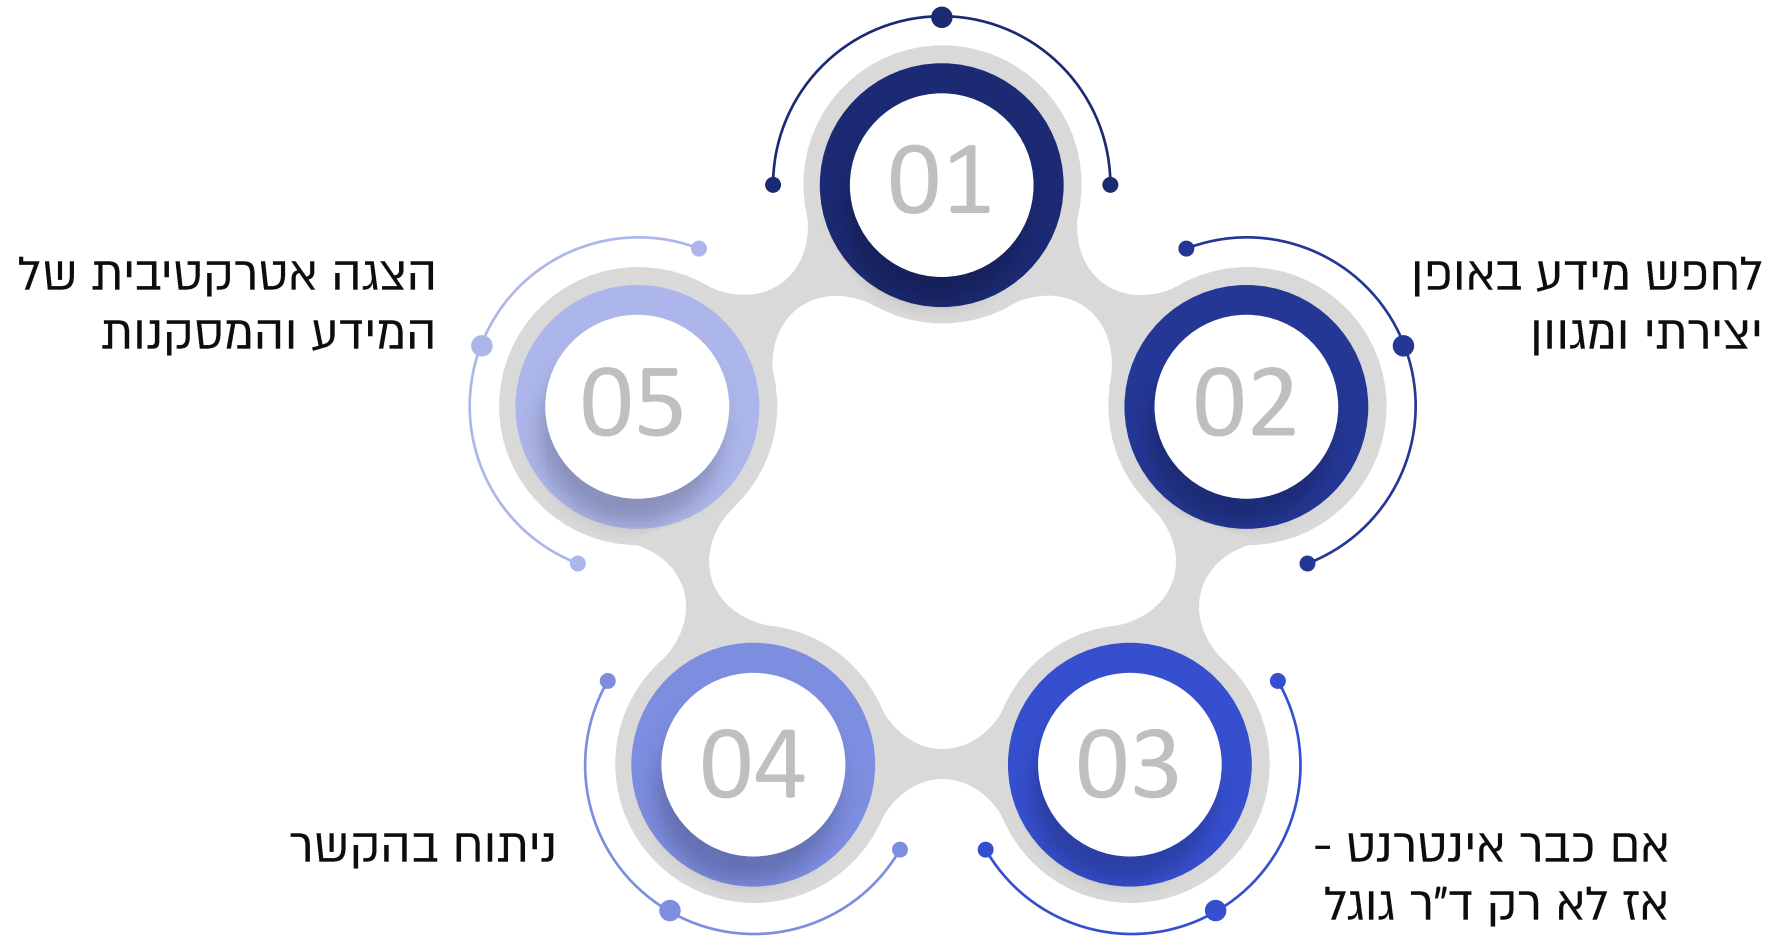 01
02
לחפש מידע באופן
יצירתי ומגוון
03
אם כבר אינטרנט -
אז לא רק ד"ר גוגל
04
ניתוח בהקשר
05
הצגה אטרקטיבית של
המידע והמסקנות